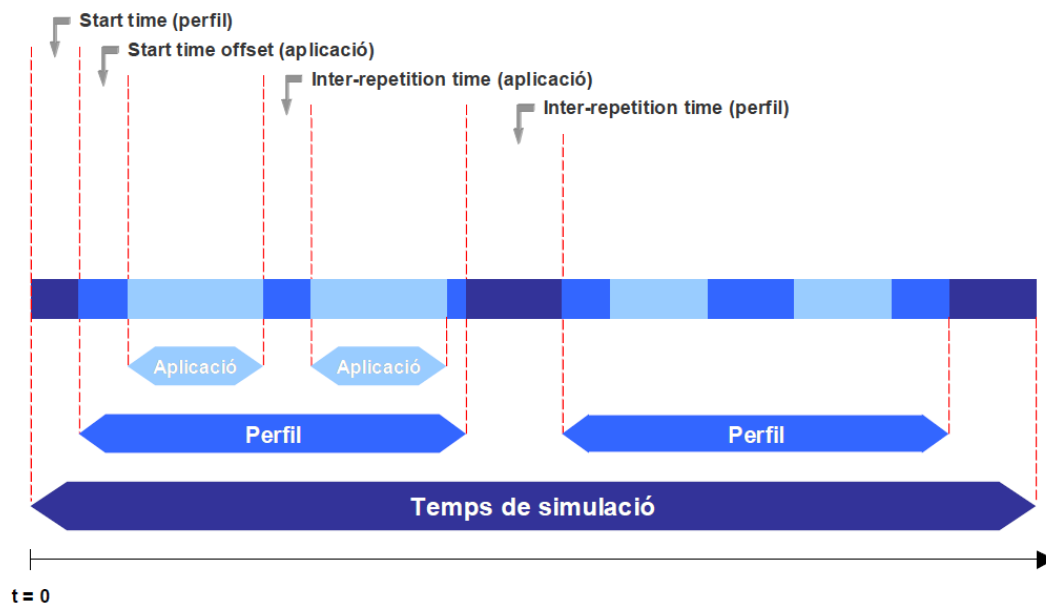 Start time (perfil)
Start time offset (aplicació)
Inter-repetition time (aplicació)
Inter-repetition time (perfil)
Aplicació Aplicació
Perfil Perfil
Temps de simulació
t = 0